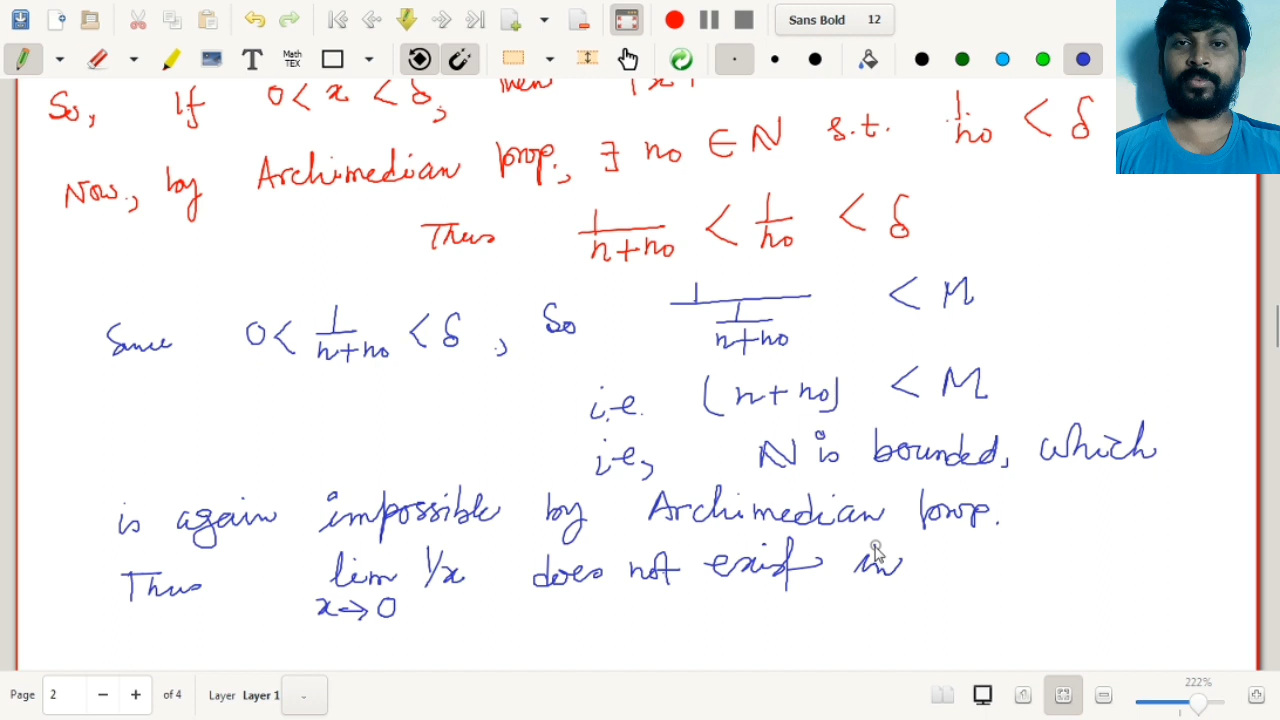 Sans Bold 12
T Math TEX
So, If 0 < x < δ, then
Now, by Archimedian prop., ∃ n0 ∈ N s.t. 1/n0 < δ
Thus 1/(n+n0) < 1/n0 < δ
Since 0 < 1/(n+n0) < δ, So 1/(1/(n+n0)) < M
i.e. (n+n0) < M
i.e, N is bounded, which
is again impossible by Archimedian prop.
Thus lim x→0 1/x does not exist in
Page 2 of 4 Layer Layer 1 222%